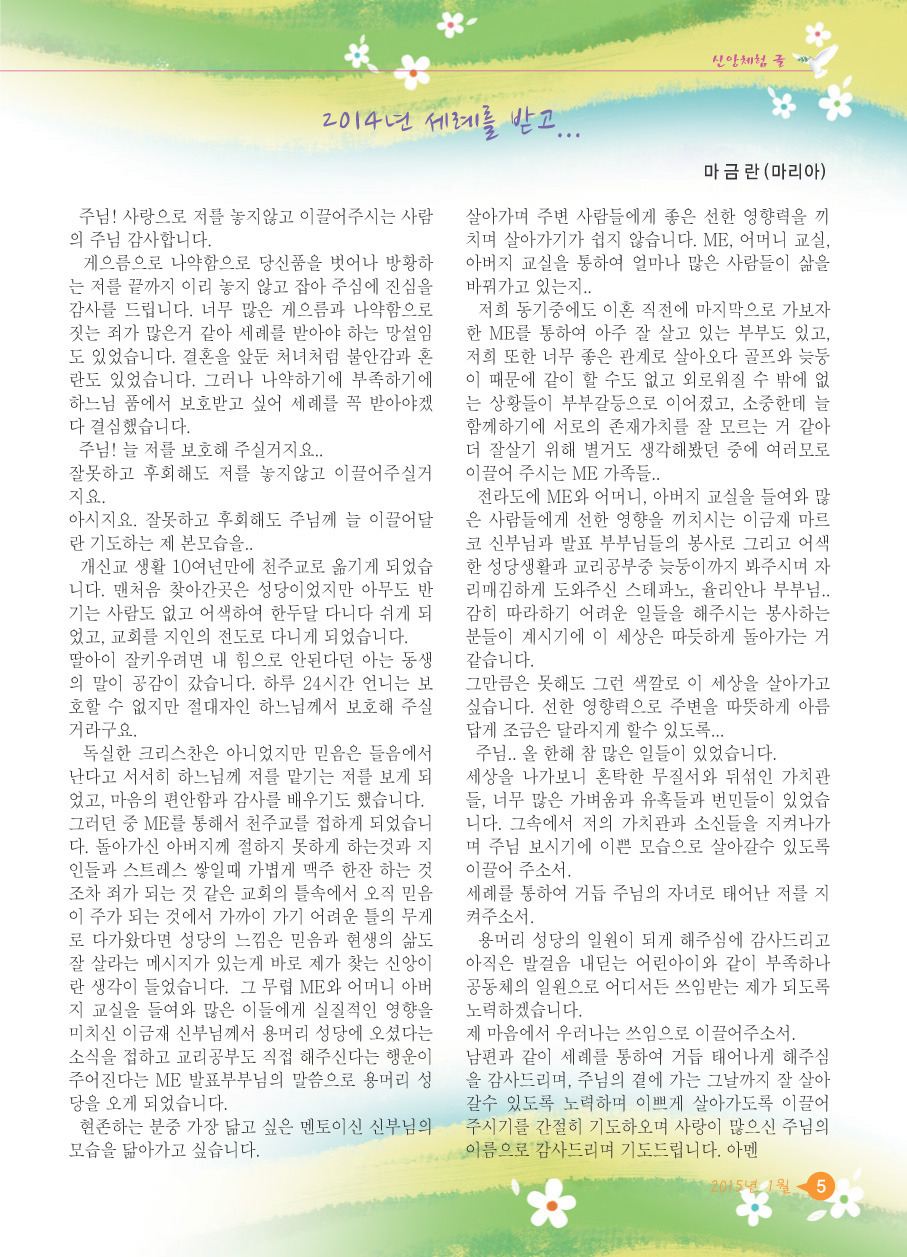 신앙체험 글
2014년 세례를 받고...
마 금 란 (마리아)
주님! 사랑으로 저를 놓지않고 이끌어주시는 사람
의 주님 감사합니다.
게으름으로 나약함으로 당신품을 벗어나 방황하
는 저를 끝까지 이리 놓지 않고 잡아 주심에 진심을
감사를 드립니다. 너무 많은 게으름과 나약함으로
짓는 죄가 많은거 같아 세례를 받아야 하는 망설임
도 있었습니다. 결혼을 앞둔 처녀처럼 불안감과 혼
란도 있었습니다. 그러나 나약하기에 부족하기에
하느님 품에서 보호받고 싶어 세례를 꼭 받아야겠
다 결심했습니다.
주님! 늘 저를 보호해 주실거지요..
잘못하고 후회해도 저를 놓지않고 이끌어주실거
지요.
아시지요. 잘못하고 후회해도 주님께 늘 이끌어달
란 기도하는 제 본모습을..
개신교 생활 10여년만에 천주교로 옮기게 되었습
니다. 맨처음 찾아간곳은 성당이었지만 아무도 반
기는 사람도 없고 어색하여 한두달 다니다 쉬게 되
었고, 교회를 지인의 전도로 다니게 되었습니다.
딸아이 잘키우려면 내 힘으로 안된다던 아는 동생
의 말이 공감이 갔습니다. 하루 24시간 언니는 보
호할 수 없지만 절대자인 하느님께서 보호해 주실
거라구요.
독실한 크리스찬은 아니었지만 믿음은 들음에서
난다고 서서히 하느님께 저를 맡기는 저를 보게 되
었고, 마음의 편안함과 감사를 배우기도 했습니다.
그러던 중 ME를 통해서 천주교를 접하게 되었습니
다. 돌아가신 아버지께 절하지 못하게 하는것과 지
인들과 스트레스 쌓일때 가볍게 맥주 한잔 하는 것
조차 죄가 되는 것 같은 교회의 틀속에서 오직 믿음
이 주가 되는 것에서 가까이 가기 어려운 틀의 무게
로 다가왔다면 성당의 느낌은 믿음과 현생의 삶도
잘 살라는 메시지가 있는게 바로 제가 찾는 신앙이
란 생각이 들었습니다. 그 무렵 ME와 어머니 아버
지 교실을 들여와 많은 이들에게 실질적인 영향을
미치신 이금재 신부님께서 용머리 성당에 오셨다는
소식을 접하고 교리공부도 직접 해주신다는 행운이
주어진다는 ME 발표부부님의 말씀으로 용머리 성
당을 오게 되었습니다.
현존하는 분중 가장 닮고 싶은 멘토이신 신부님의
모습을 닮아가고 싶습니다.
살아가며 주변 사람들에게 좋은 선한 영향력을 끼
치며 살아가기가 쉽지 않습니다. ME, 어머니 교실,
아버지 교실을 통하여 얼마나 많은 사람들이 삶을
바꿔가고 있는지..
저희 동기중에도 이혼 직전에 마지막으로 가보자
한 ME를 통하여 아주 잘 살고 있는 부부도 있고,
저희 또한 너무 좋은 관계로 살아오다 골프와 늦둥
이 때문에 같이 할 수도 없고 외로워질 수 밖에 없
는 상황들이 부부갈등으로 이어졌고, 소중한데 늘
함께하기에 서로의 존재가치를 잘 모르는 거 같아
더 잘살기 위해 별거도 생각해봤던 중에 여러모로
이끌어 주시는 ME 가족들..
전라도에 ME와 어머니, 아버지 교실을 들여와 많
은 사람들에게 선한 영향을 끼치시는 이금재 마르
코 신부님과 발표 부부님들의 봉사로 그리고 어색
한 성당생활과 교리공부중 늦둥이까지 봐주시며 자
리매김하게 도와주신 스테파노, 율리안나 부부님..
감히 따라하기 어려운 일들을 해주시는 봉사하는
분들이 계시기에 이 세상은 따듯하게 돌아가는 거
같습니다.
그만큼은 못해도 그런 색깔로 이 세상을 살아가고
싶습니다. 선한 영향력으로 주변을 따뜻하게 아름
답게 조금은 달라지게 할수 있도록...
주님.. 올 한해 참 많은 일들이 있었습니다.
세상을 나가보니 혼탁한 무질서와 뒤섞인 가치관
들, 너무 많은 가벼움과 유혹들과 번민들이 있었습
니다. 그속에서 저의 가치관과 소신들을 지켜나가
며 주님 보시기에 이쁜 모습으로 살아갈수 있도록
이끌어 주소서.
세례를 통하여 거듭 주님의 자녀로 태어난 저를 지
켜주소서.
용머리 성당의 일원이 되게 해주심에 감사드리고
아직은 발걸음 내딛는 어린아이와 같이 부족하나
공동체의 일원으로 어디서든 쓰임받는 제가 되도록
노력하겠습니다.
제 마음에서 우러나는 쓰임으로 이끌어주소서.
남편과 같이 세례를 통하여 거듭 태어나게 해주심
을 감사드리며, 주님의 곁에 가는 그날까지 잘 살아
갈수 있도록 노력하며 이쁘게 살아가도록 이끌어
주시기를 간절히 기도하오며 사랑이 많으신 주님의
이름으로 감사드리며 기도드립니다. 아멘
2015년 1월 5